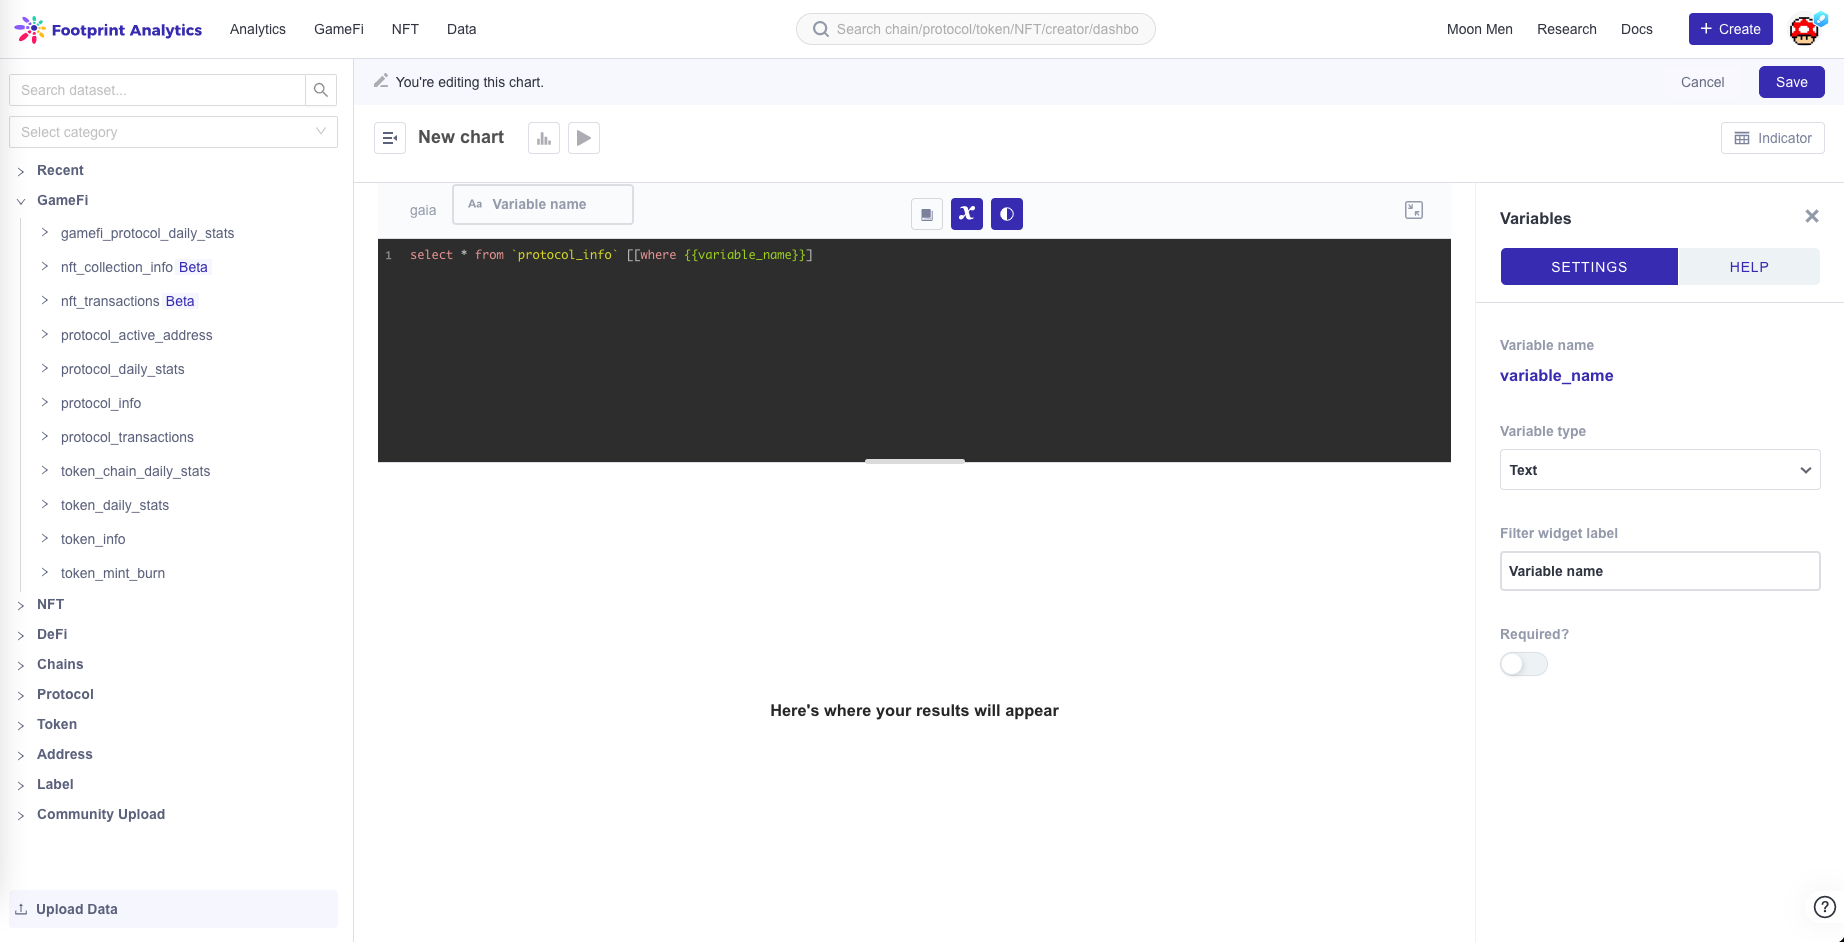 Footprint Analytics
Analytics
GameFi
NFT
Data
Search chain/protocol/token/NFT/creator/dashbo
Moon Men
Research
Docs
+ Create
Search dataset...
Select category
Recent
GameFi
gamefi_protocol_daily_stats
nft_collection_info Beta
nft_transactions Beta
protocol_active_address
protocol_daily_stats
protocol_info
protocol_transactions
token_chain_daily_stats
token_daily_stats
token_info
token_mint_burn
NFT
DeFi
Chains
Protocol
Token
Address
Label
Community Upload
Upload Data
You're editing this chart.
Cancel
Save
New chart
Indicator
gaia
Aa Variable name
x
1 select * from `protocol_info` [[where {{variable_name}}]
Here's where your results will appear
Variables
SETTINGS
HELP
Variable name
variable_name
Variable type
Text
Filter widget label
Variable name
Required?
?